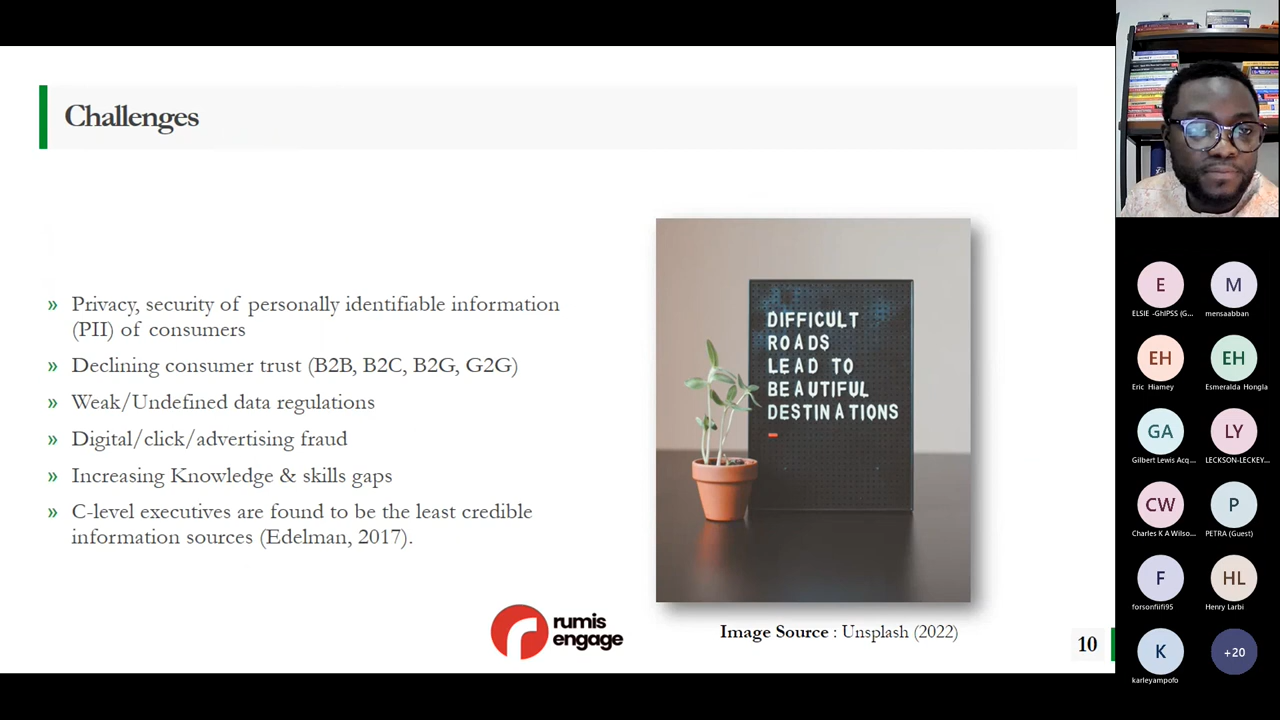 Challenges
» Privacy, security of personally identifiable information
(PII) of consumers
» Declining consumer trust (B2B, B2C, B2G, G2G)
» Weak/Undefined data regulations
» Digital/click/advertising fraud
» Increasing Knowledge & skills gaps
» C-level executives are found to be the least credible
information sources (Edelman, 2017).
DIFFICULT
ROADS
LEAD TO
BEAUTIFUL
DESTINATIONS
Image Source : Unsplash (2022)
rumis
engage
10
E
ELSIE -GhIPSS (G...
M
mensaabban
EH
Eric Hiamey
EH
Esmeralda Hongla
GA
Gilbert Lewis Acq...
LY
LECKSON-LECKEY...
CW
Charles K A Wilso...
P
PETRA (Guest)
F
forsonfiifi95
HL
Henry Larbi
K
karleyampofo
+20